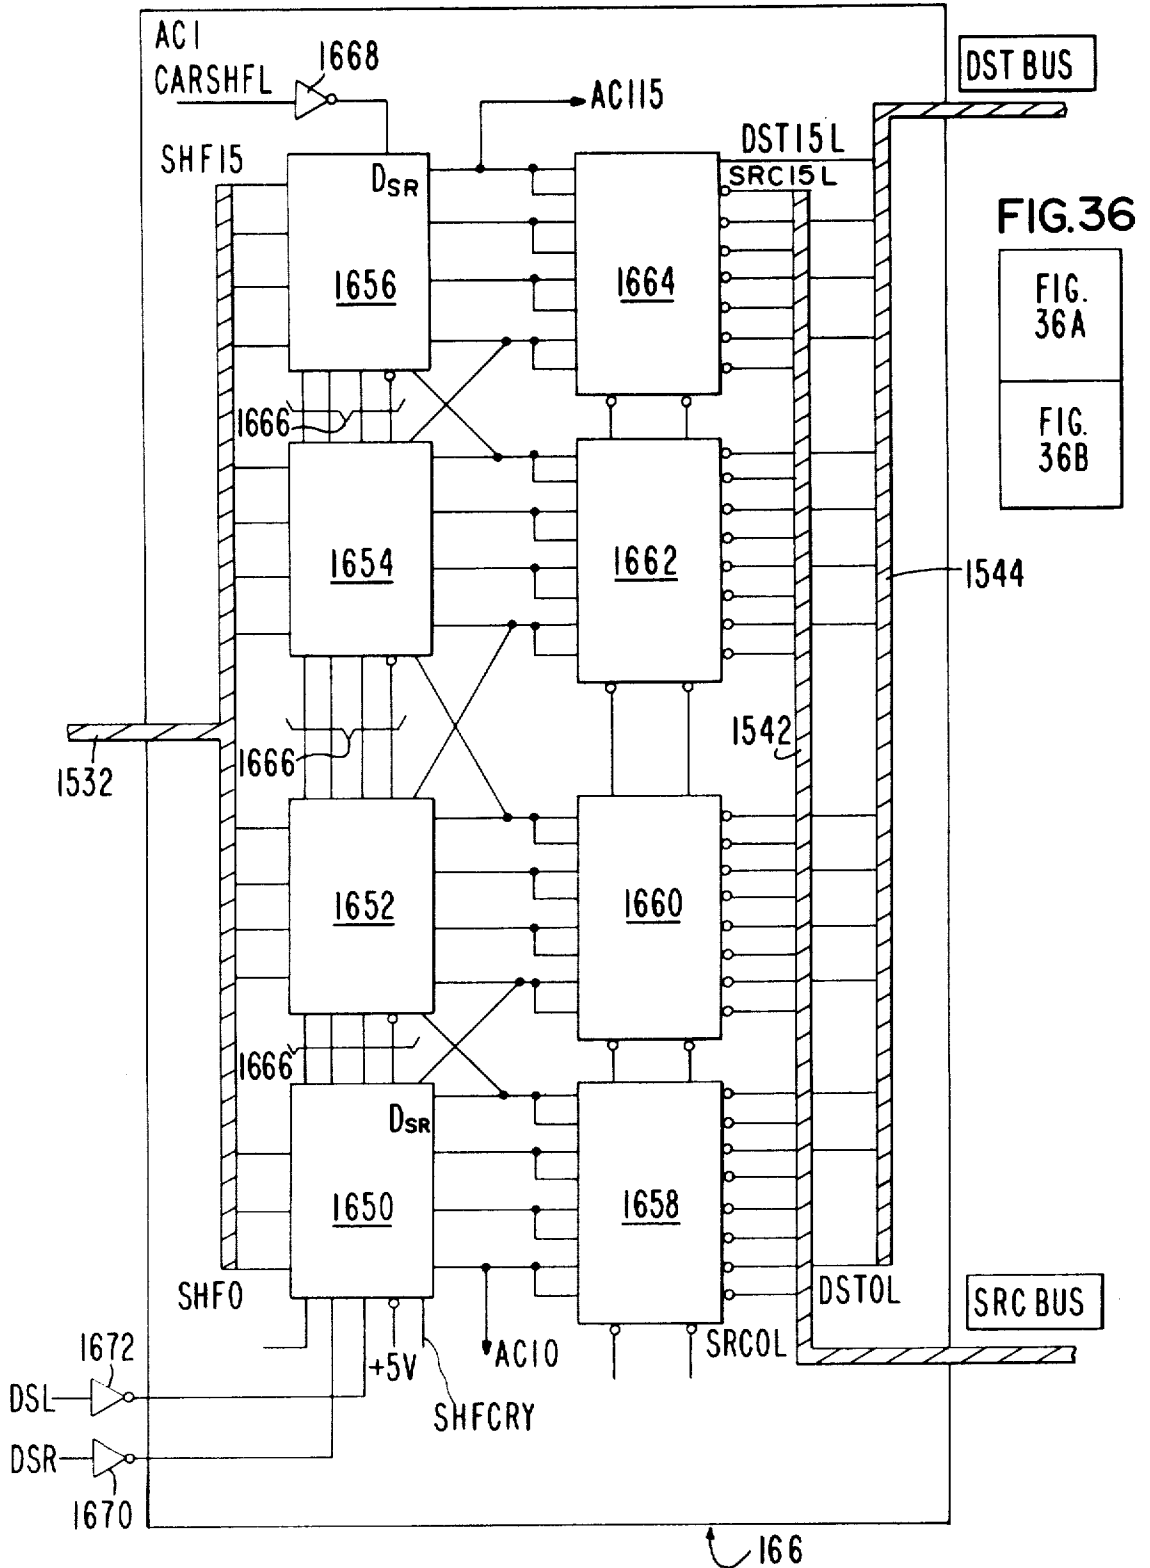 AC1
CARSHFL
1668
AC115
DST BUS
SHF15
DSR
DST15L
SRC15L
FIG.36
1656
1664
FIG.
36A
1666
FIG.
36B
1654
1662
1544
1666
1542
1532
1652
1660
1666
DSR
1650
1658
SHF0
DST0L
SRC BUS
1672
+5V
AC10
SRC0L
DSL
SHFCRY
DSR
1670
166